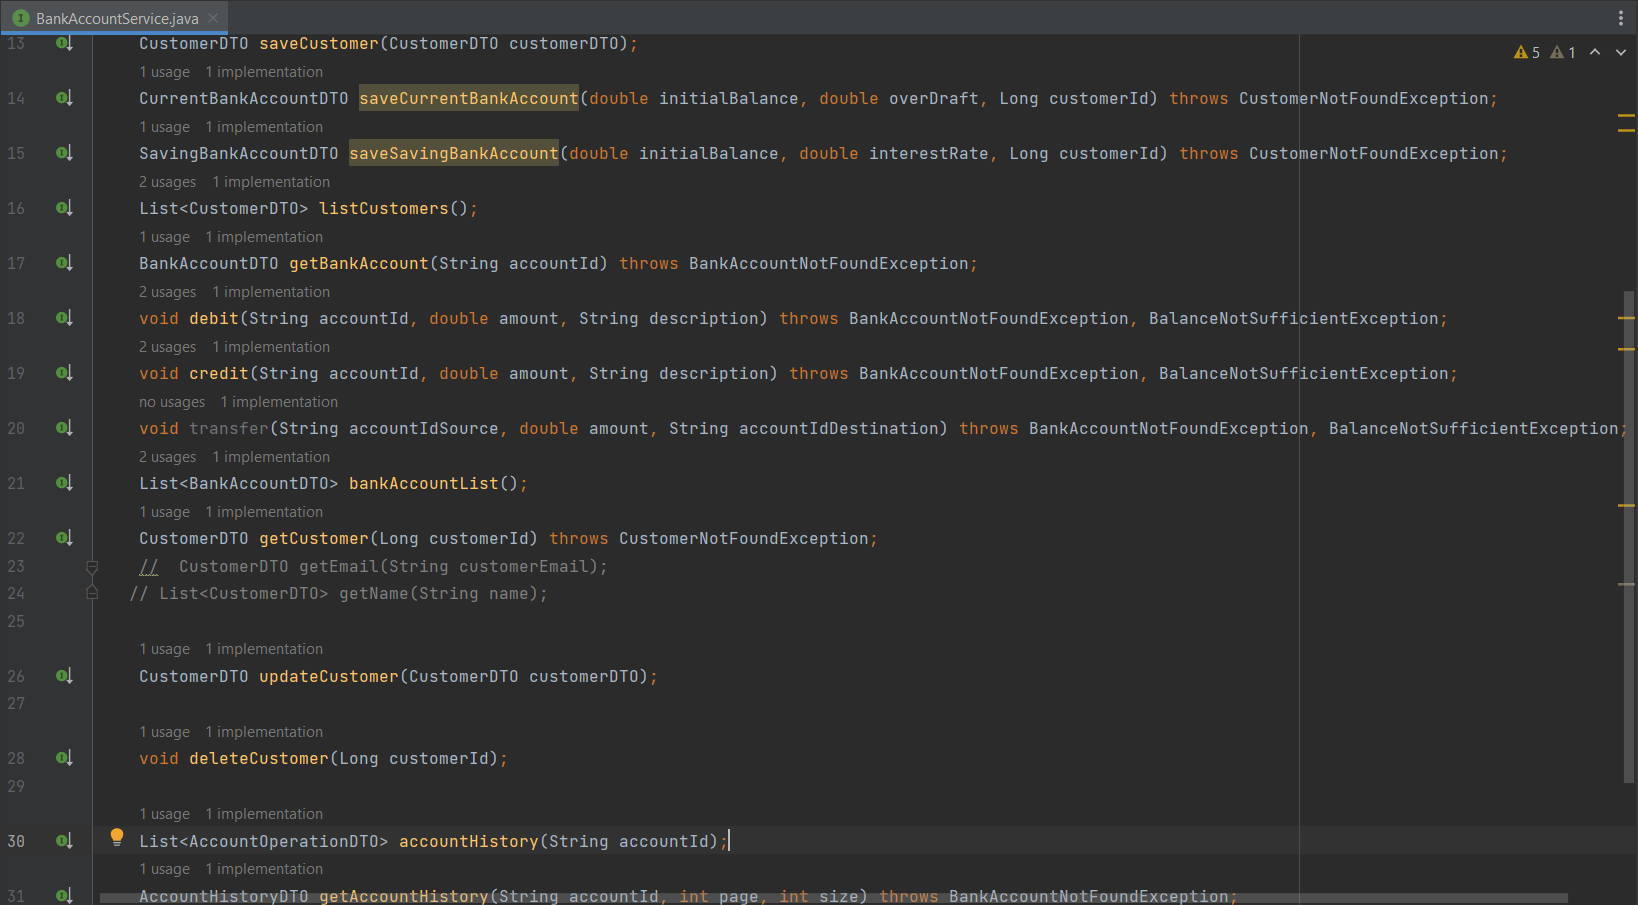 BankAccountService.java
5 1
13 CustomerDTO saveCustomer(CustomerDTO customerDTO);
1 usage 1 implementation
14 CurrentBankAccountDTO saveCurrentBankAccount(double initialBalance, double overDraft, Long customerId) throws CustomerNotFoundException;
1 usage 1 implementation
15 SavingBankAccountDTO saveSavingBankAccount(double initialBalance, double interestRate, Long customerId) throws CustomerNotFoundException;
2 usages 1 implementation
16 List<CustomerDTO> listCustomers();
1 usage 1 implementation
17 BankAccountDTO getBankAccount(String accountId) throws BankAccountNotFoundException;
2 usages 1 implementation
18 void debit(String accountId, double amount, String description) throws BankAccountNotFoundException, BalanceNotSufficientException;
2 usages 1 implementation
19 void credit(String accountId, double amount, String description) throws BankAccountNotFoundException, BalanceNotSufficientException;
no usages 1 implementation
20 void transfer(String accountIdSource, double amount, String accountIdDestination) throws BankAccountNotFoundException, BalanceNotSufficientException;
2 usages 1 implementation
21 List<BankAccountDTO> bankAccountList();
1 usage 1 implementation
22 CustomerDTO getCustomer(Long customerId) throws CustomerNotFoundException;
23 // CustomerDTO getEmail(String customerEmail);
24 // List<CustomerDTO> getName(String name);
25
1 usage 1 implementation
26 CustomerDTO updateCustomer(CustomerDTO customerDTO);
27
1 usage 1 implementation
28 void deleteCustomer(Long customerId);
29
1 usage 1 implementation
30 List<AccountOperationDTO> accountHistory(String accountId);
1 usage 1 implementation
31 AccountHistoryDTO getAccountHistory(String accountId, int page, int size) throws BankAccountNotFoundException;